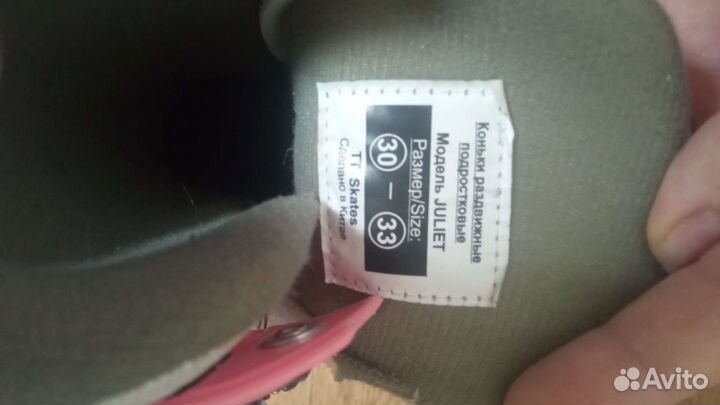 Коньки раздвижные
подростковые
Модель JULIET
Размер/Size:
30 — 33
TT Skates
Сделано в Китае
Avito